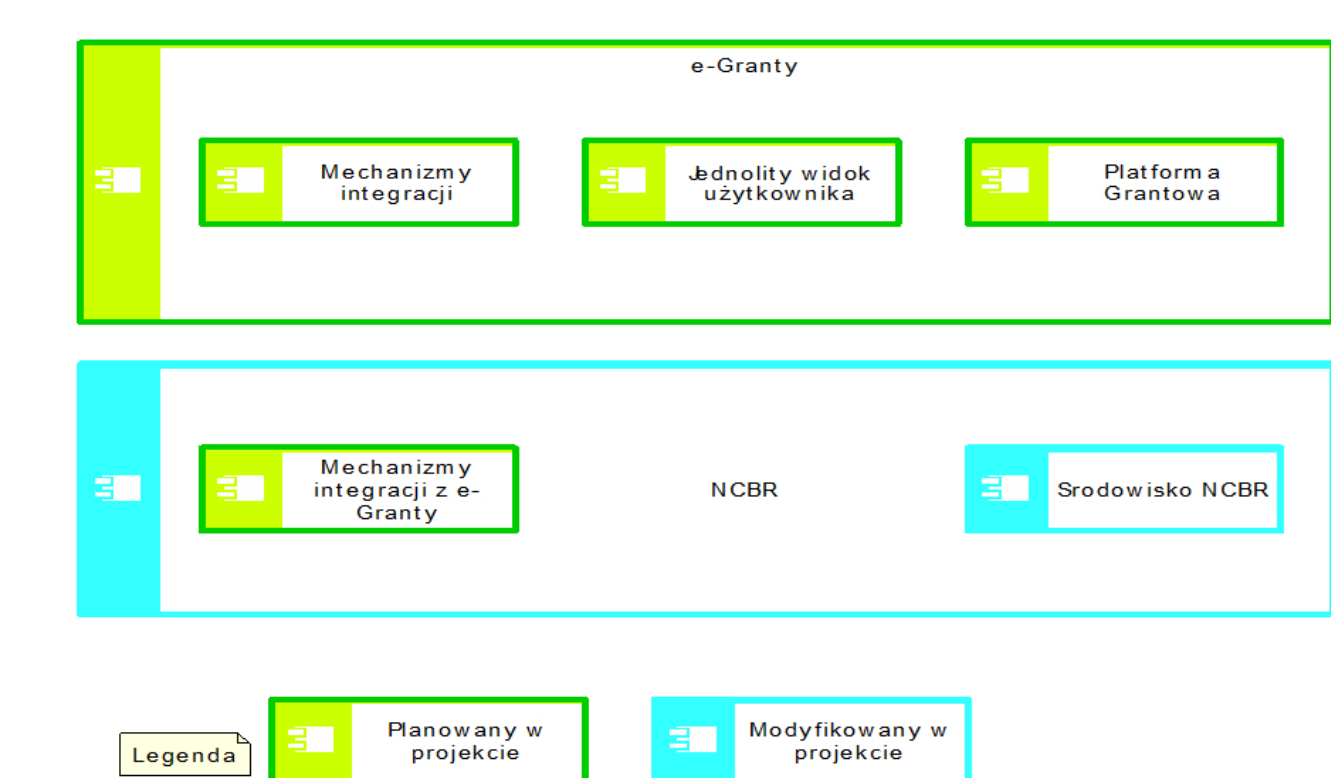 e-Granty
Mechanizmy
integracji
Jednolity widok
użytkownika
Platforma
Grantowa
Mechanizmy
integracji z e-
Granty
NCBR
Srodowisko NCBR
Legenda
Planowany w
projekcie
Modyfikowany w
projekcie